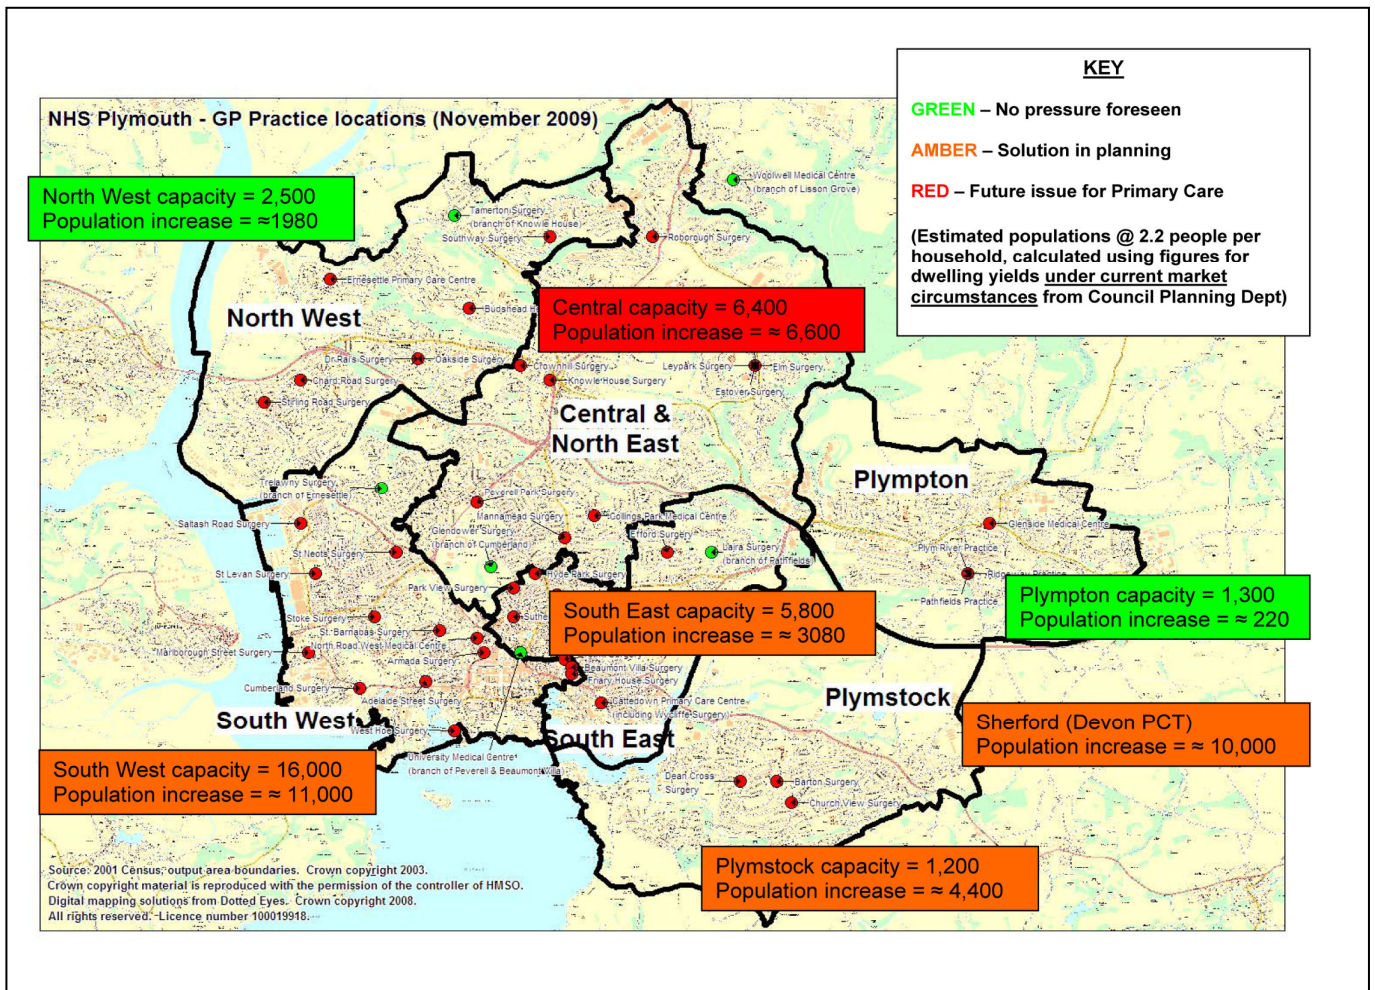 KEY
GREEN – No pressure foreseen
AMBER – Solution in planning
RED – Future issue for Primary Care
(Estimated populations @ 2.2 people per
household, calculated using figures for
dwelling yields under current market
circumstances from Council Planning Dept)
NHS Plymouth - GP Practice locations (November 2009)
Woolwell Medical Centre
(branch of Lisson Grove)
North West capacity = 2,500
Population increase = ≈1980
Tamerton Surgery
(branch of Knowle House)
Southway Surgery
Roborough Surgery
Ernesettle Primary Care Centre
Budshead
North West
Central capacity = 6,400
Population increase = ≈ 6,600
Dr Rai's Surgery
Oakside Surgery
Crownhill Surgery
Leypark Surgery
Elm Surgery
Chard Road Surgery
Knowle House Surgery
Estover Surgery
Stirling Road Surgery
Central &
North East
Plympton
Trelawny Surgery
(branch of Ernesettle)
Peverell Park Surgery
Saltash Road Surgery
Mannamead Surgery
Collings Park Medical Centre
Glenside Medical Centre
Glendower Surgery
(branch of Cumberland)
Efford Surgery
Laira Surgery
(branch of Pathfields)
St Neots Surgery
Plym River Practice
St Levan Surgery
Hyde Park Surgery
Ridgeway Practice
Park View Surgery
Pathfields Practice
Plympton capacity = 1,300
Population increase = ≈ 220
South East capacity = 5,800
Population increase = ≈ 3080
Stoke Surgery
St. Barnabas Surgery
North Road West Medical Centre
Marlborough Street Surgery
Armada Surgery
Beaumont Villa Surgery
Friary House Surgery
Cumberland Surgery
Adelaide Street Surgery
Cattedown Primary Care Centre
(including Wycliffe Surgery)
Plymstock
South West
West Hoe Surgery
South East
Sherford (Devon PCT)
Population increase = ≈ 10,000
University Medical Centre
(branch of Peverell & Beaumont Villa)
South West capacity = 16,000
Population increase = ≈ 11,000
Dean Cross
Surgery
Barton Surgery
Church View Surgery
Plymstock capacity = 1,200
Population increase = ≈ 4,400
Source: 2001 Census, output area boundaries. Crown copyright 2003.
Crown copyright material is reproduced with the permission of the controller of HMSO.
Digital mapping solutions from Dotted Eyes. Crown copyright 2008.
All rights reserved. Licence number 100019918.